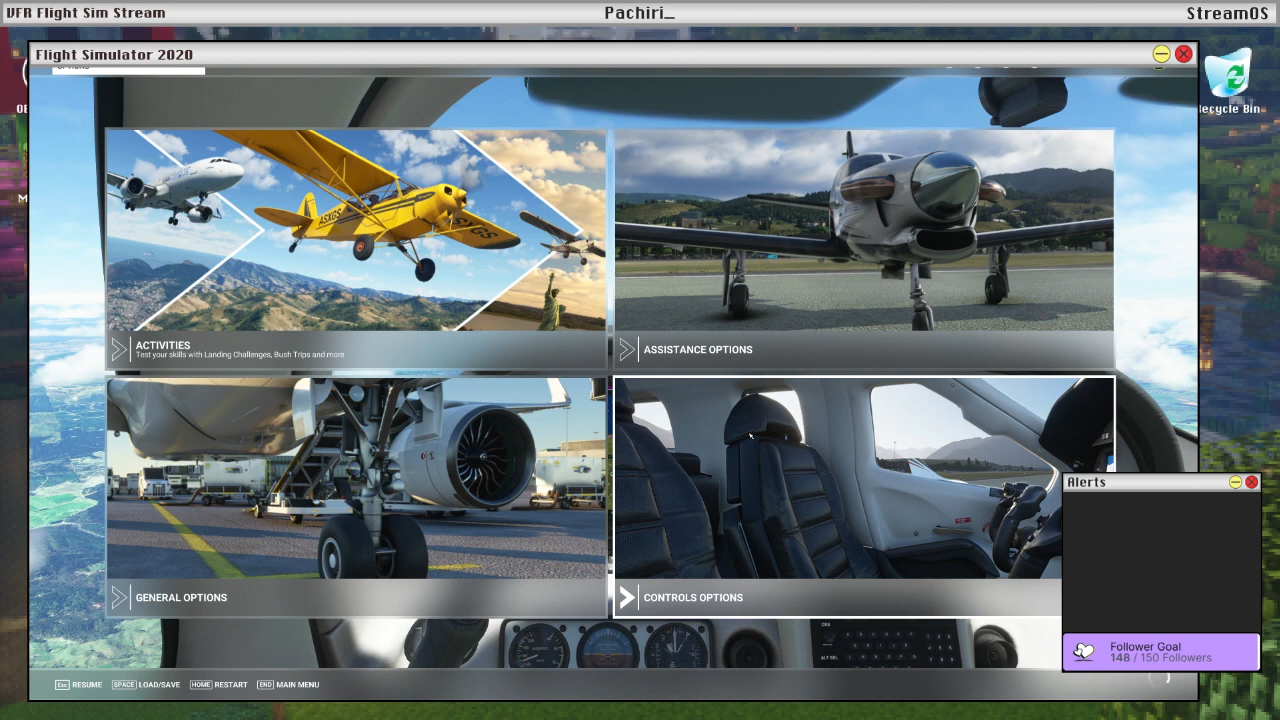 VFR Flight Sim Stream
Pachiri_
StreamOS
Flight Simulator 2020
Recycle Bin
ASXGS
ACTIVITIES
Test your skills with Landing Challenges, Bush Trips and more
ASSISTANCE OPTIONS
GENERAL OPTIONS
CONTROLS OPTIONS
Alerts
Follower Goal
148 / 150 Followers
Esc RESUME SPACE LOAD/SAVE HOME RESTART END MAIN MENU